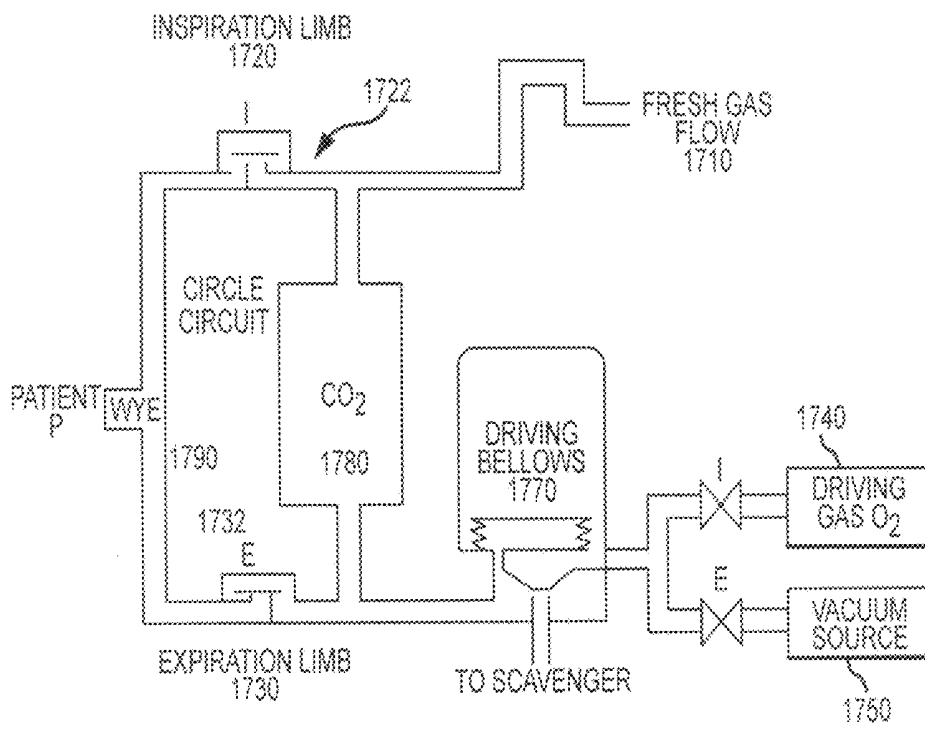 INSPIRATION LIMB
1720
I
1722
FRESH GAS
FLOW
1710
CIRCLE
CIRCUIT
PATIENT
P
WYE
CO2
1780
1790
1732
E
DRIVING
BELLOWS
1770
1740
I
DRIVING
GAS O2
E
VACUUM
SOURCE
1750
EXPIRATION LIMB
1730
TO SCAVENGER